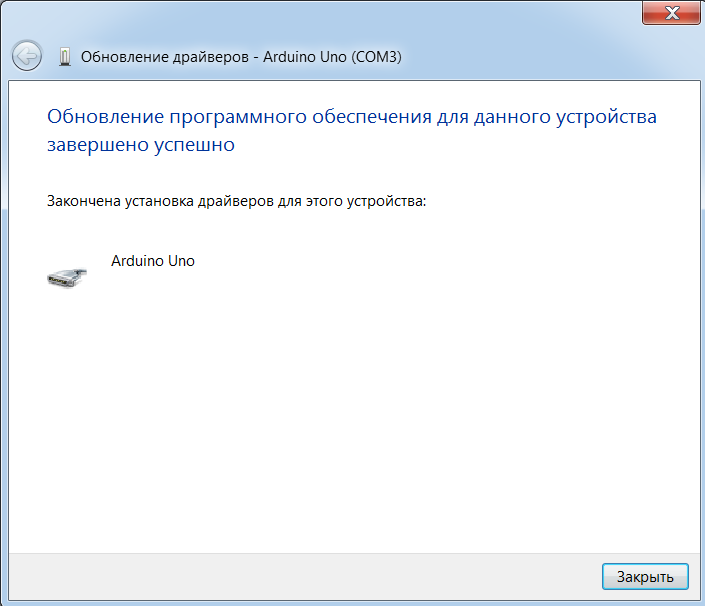 Обновление драйверов - Arduino Uno (COM3)
Обновление программного обеспечения для данного устройства
завершено успешно
Закончена установка драйверов для этого устройства:
Arduino Uno
Закрыть